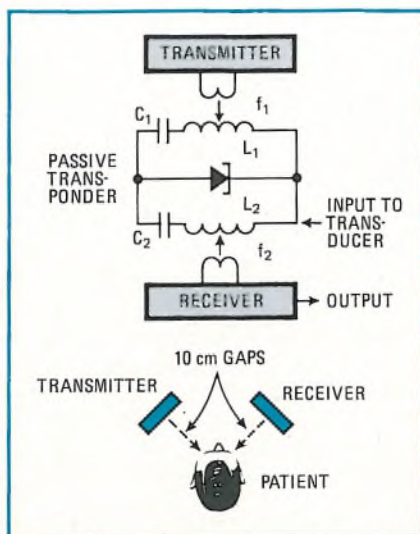 TRANSMITTER
f₁
C₁
L₁
PASSIVE
TRANS-
PONDER
L₂
C₂
f₂
INPUT TO
TRANS-
DUCER
RECEIVER
OUTPUT
10 cm GAPS
TRANSMITTER
RECEIVER
PATIENT